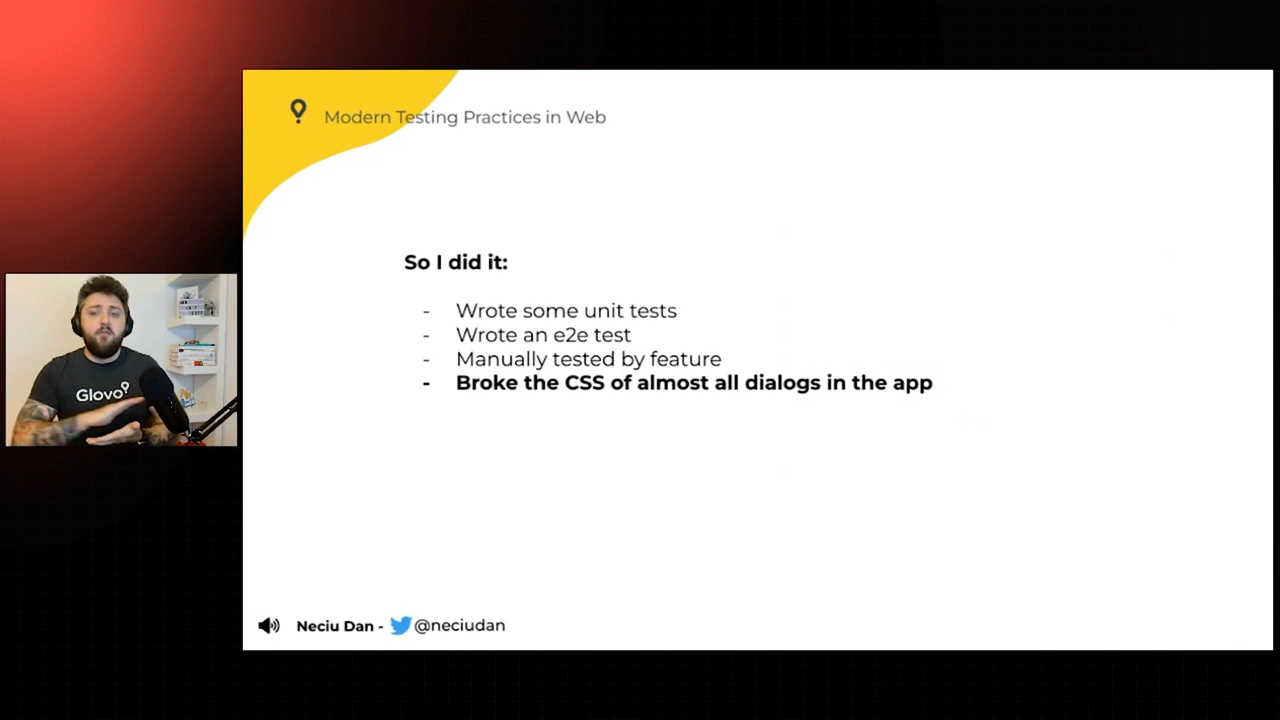 Modern Testing Practices in Web
So I did it:
- Wrote some unit tests
- Wrote an e2e test
- Manually tested by feature
- Broke the CSS of almost all dialogs in the app
Glovo
Neciu Dan - @neciudan